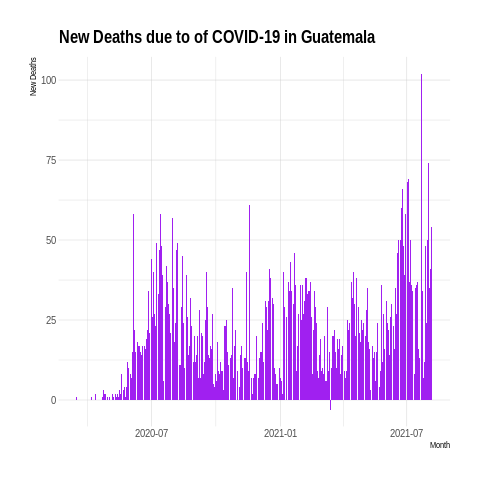 New Deaths due to of COVID-19 in Guatemala
New Deaths
100
75
50
25
0
2020-07
2021-01
2021-07
Month